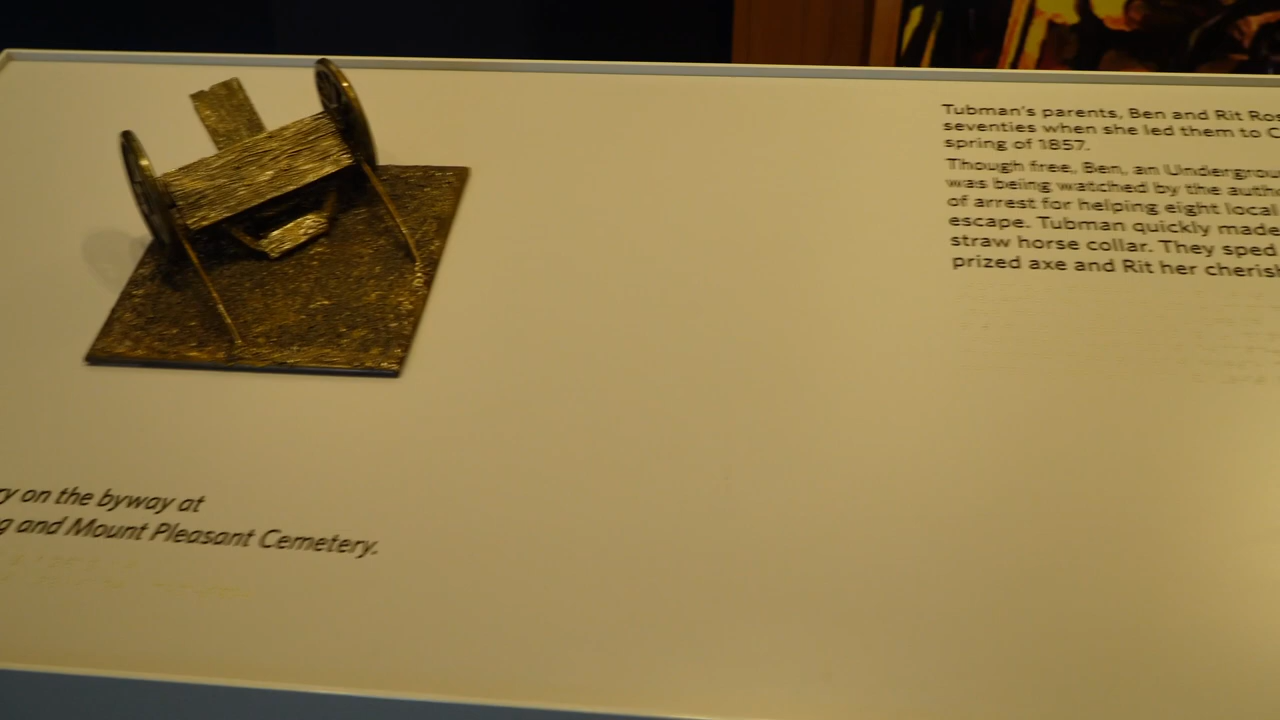 Tubman's parents, Ben and Rit Ros
seventies when she led them to C
spring of 1857.
Though free, Ben, an Undergrou
was being watched by the autho
of arrest for helping eight local
escape. Tubman quickly made
straw horse collar. They sped
prized axe and Rit her cherish
ry on the byway at
g and Mount Pleasant Cemetery.